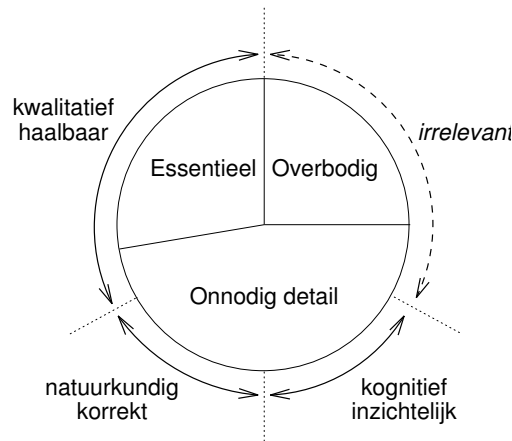 kwalitatief
haalbaar
irrelevant
Essentieel
Overbodig
Onnodig detail
natuurkundig
korrekt
kognitief
inzichtelijk